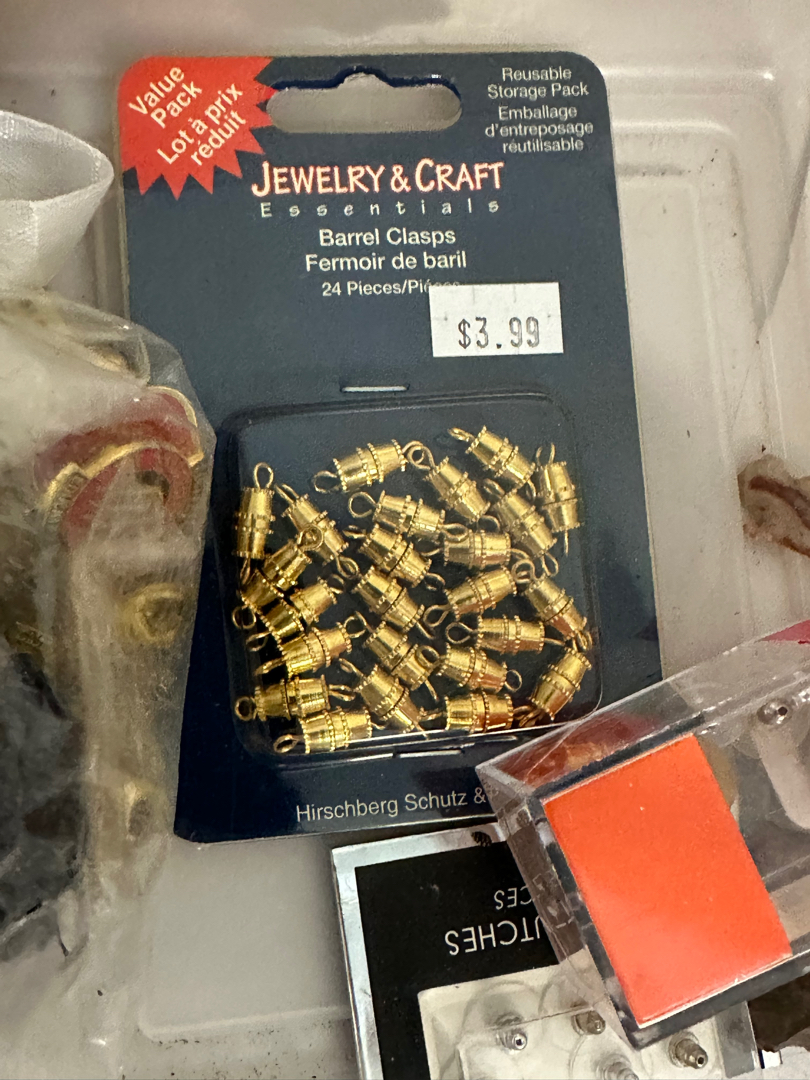 Value
Pack
Lot à prix
réduit
Reusable
Storage Pack
Emballage
d'entreposage
réutilisable
JEWELRY & CRAFT
Essentials
Barrel Clasps
Fermoir de baril
24 Pieces/
$3.99
Hirschberg Schutz &